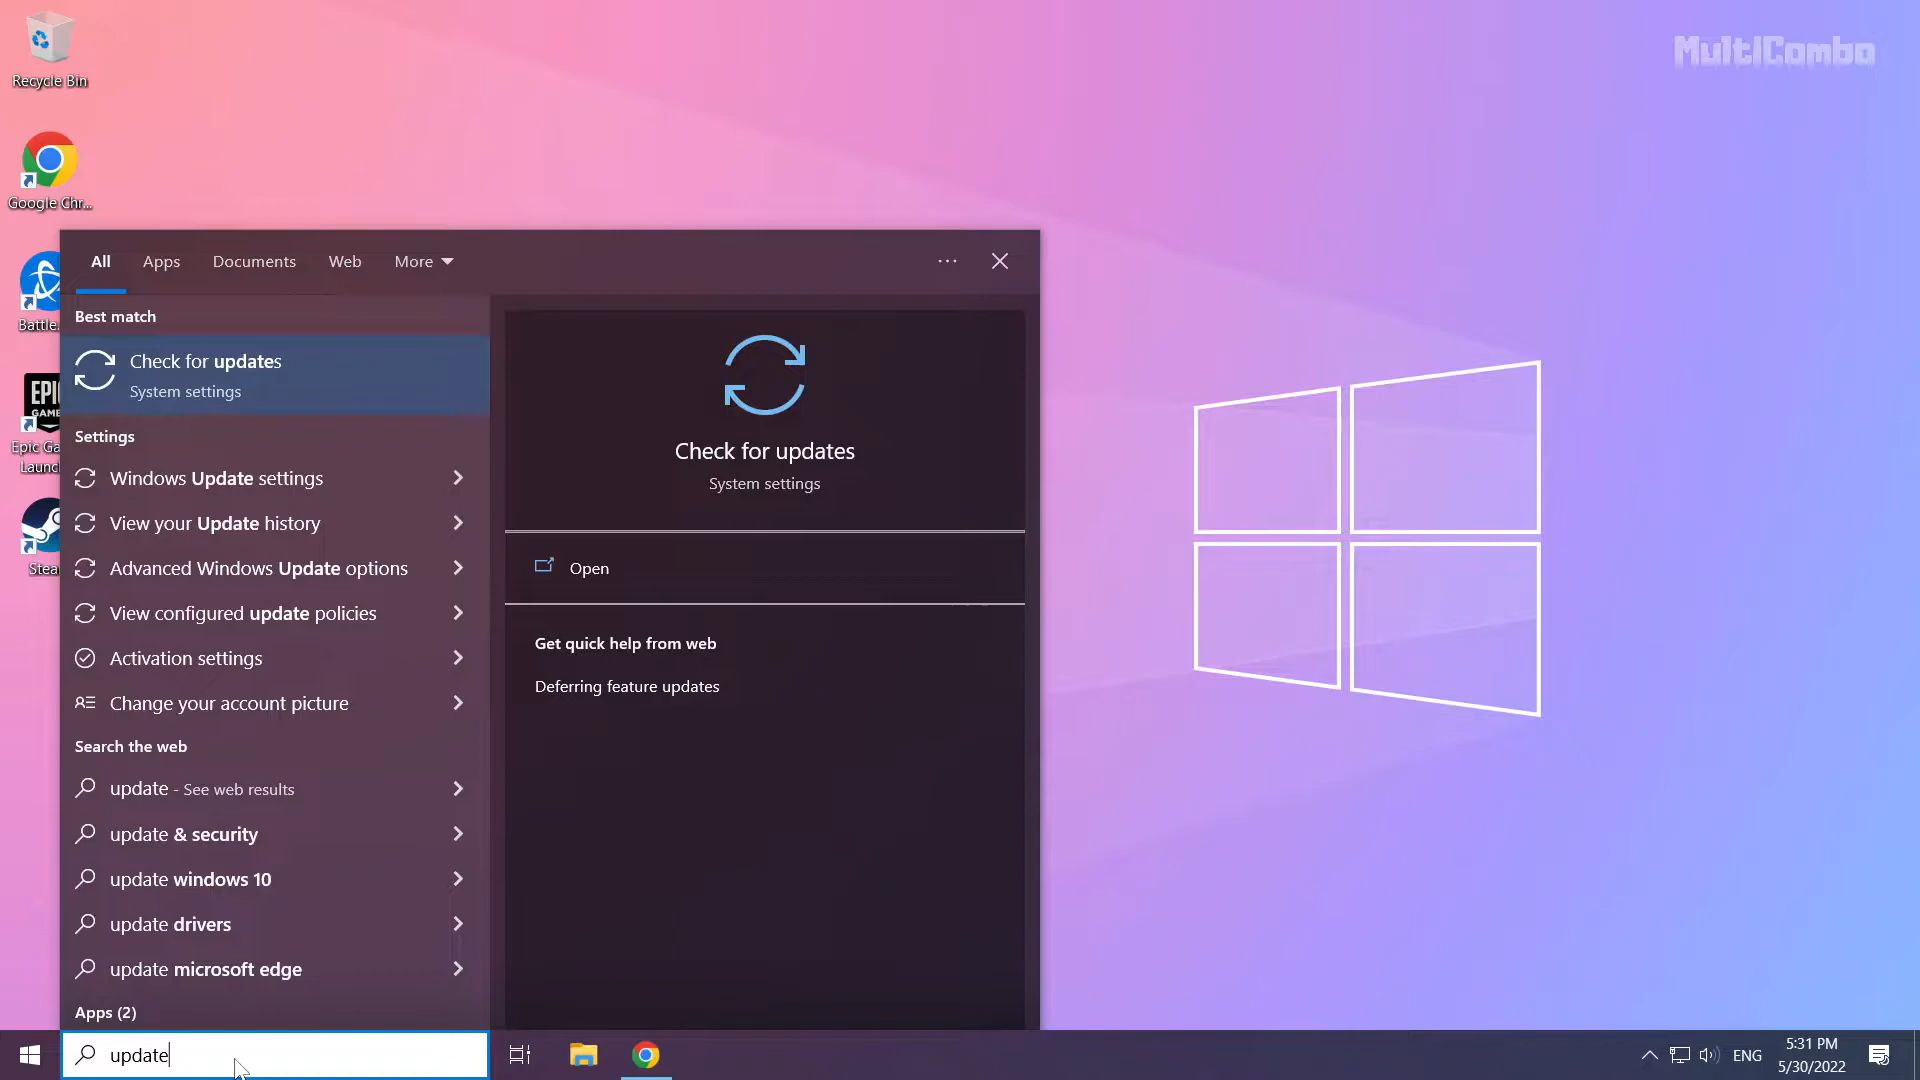 MultiCombo
Recycle Bin
Google Chr...
Battle.
EPIC
GAME
Epic Ga
Launc
Stea
All Apps Documents Web More
Best match
Check for updates
System settings
Settings
Windows Update settings
View your Update history
Advanced Windows Update options
View configured update policies
Activation settings
Change your account picture
Search the web
update - See web results
update & security
update windows 10
update drivers
update microsoft edge
Apps (2)
Check for updates
System settings
Open
Get quick help from web
Deferring feature updates
update
ENG
5:31 PM
5/30/2022